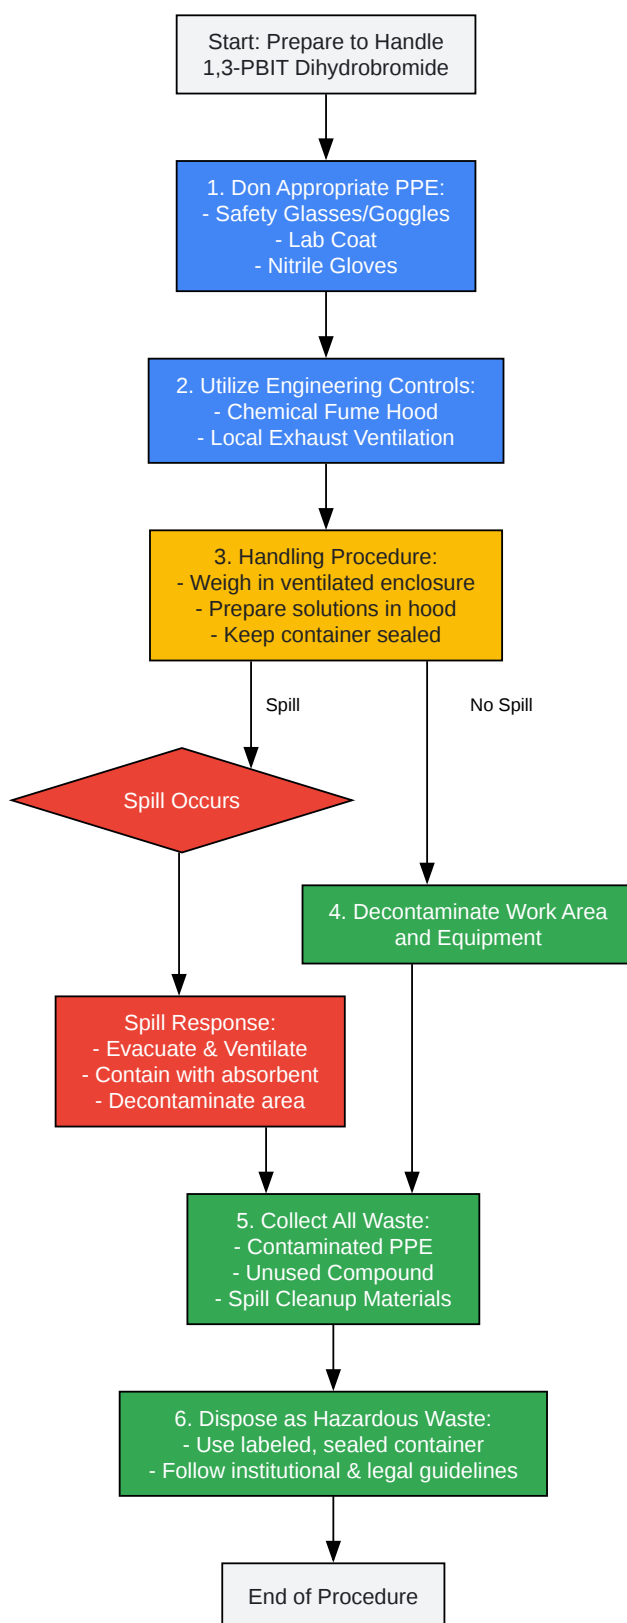 Start: Prepare to Handle
1,3-PBIT Dihydrobromide
1. Don Appropriate PPE:
- Safety Glasses/Goggles
- Lab Coat
- Nitrile Gloves
2. Utilize Engineering Controls:
- Chemical Fume Hood
- Local Exhaust Ventilation
3. Handling Procedure:
- Weigh in ventilated enclosure
- Prepare solutions in hood
- Keep container sealed
Spill
No Spill
Spill Occurs
4. Decontaminate Work Area
and Equipment
Spill Response:
- Evacuate & Ventilate
- Contain with absorbent
- Decontaminate area
5. Collect All Waste:
- Contaminated PPE
- Unused Compound
- Spill Cleanup Materials
6. Dispose as Hazardous Waste:
- Use labeled, sealed container
- Follow institutional & legal guidelines
End of Procedure